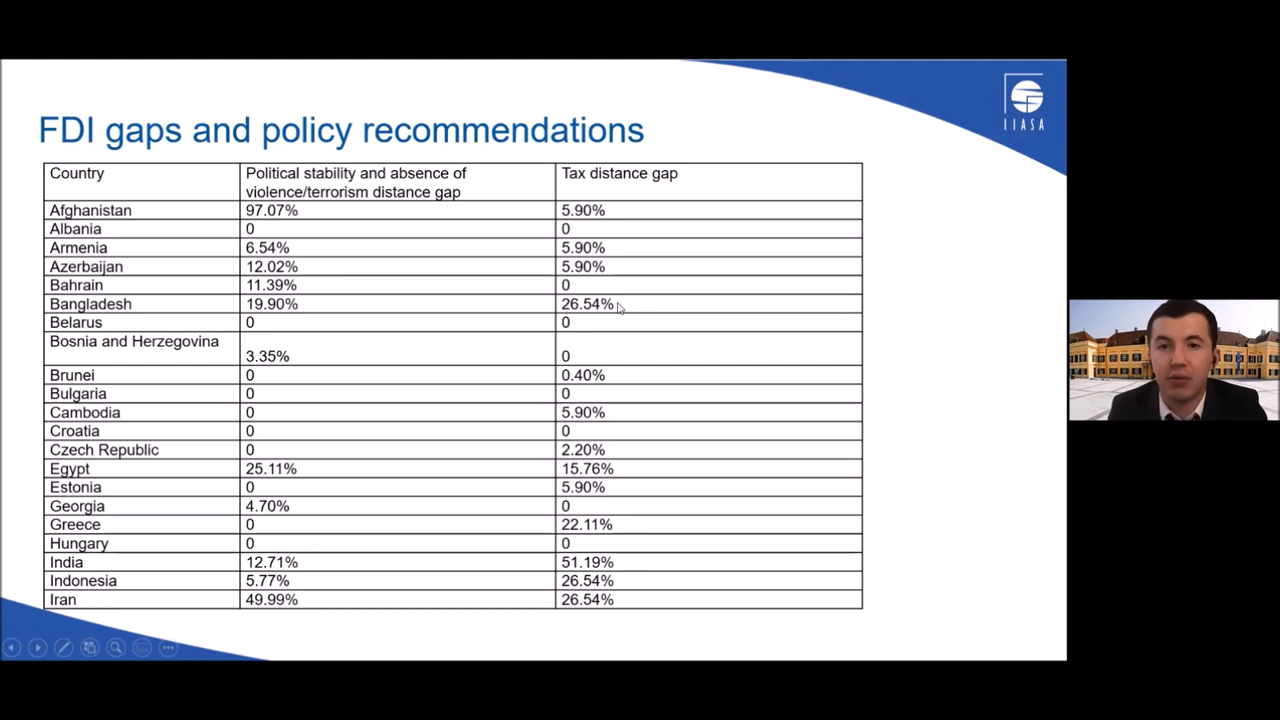 IIASA
FDI gaps and policy recommendations
Country Political stability and absence of violence/terrorism distance gap Tax distance gap
Afghanistan 97.07% 5.90%
Albania 0 0
Armenia 6.54% 5.90%
Azerbaijan 12.02% 5.90%
Bahrain 11.39% 0
Bangladesh 19.90% 26.54%
Belarus 0 0
Bosnia and Herzegovina 3.35% 0
Brunei 0 0.40%
Bulgaria 0 0
Cambodia 0 5.90%
Croatia 0 0
Czech Republic 0 2.20%
Egypt 25.11% 15.76%
Estonia 0 5.90%
Georgia 4.70% 0
Greece 0 22.11%
Hungary 0 0
India 12.71% 51.19%
Indonesia 5.77% 26.54%
Iran 49.99% 26.54%